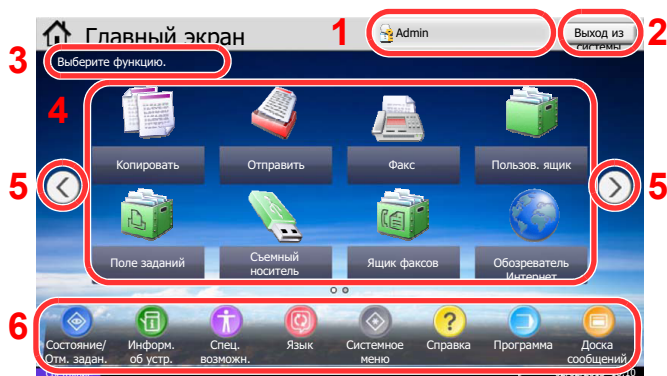 Главный экран
1
Admin
Выход из
системы
2
3
Выберите функцию.
4
Копировать
Отправить
Факс
Пользов. ящик
5
5
Поле заданий
Съемный
носитель
Ящик факсов
Обозреватель
Интернет
6
Состояние/
Отм. задан.
Информ.
об устр.
Спец.
возможн.
Язык
Системное
меню
Справка
Программа
Доска
сообщений